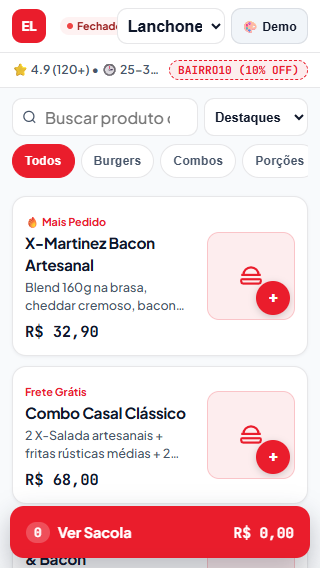 EL
Fechado
Lanchone
Demo
4.9 (120+) • 25-3...
BAIRRO10 (10% OFF)
Buscar produto
Destaques
Todos
Burgers
Combos
Porções
Mais Pedido
X-Martinez Bacon
Artesanal
Blend 160g na brasa,
cheddar cremoso, bacon...
R$ 32,90
+
Frete Grátis
Combo Casal Clássico
2 X-Salada artesanais +
fritas rústicas médias + 2...
R$ 68,00
+
0 Ver Sacola
R$ 0,00
& Bacon